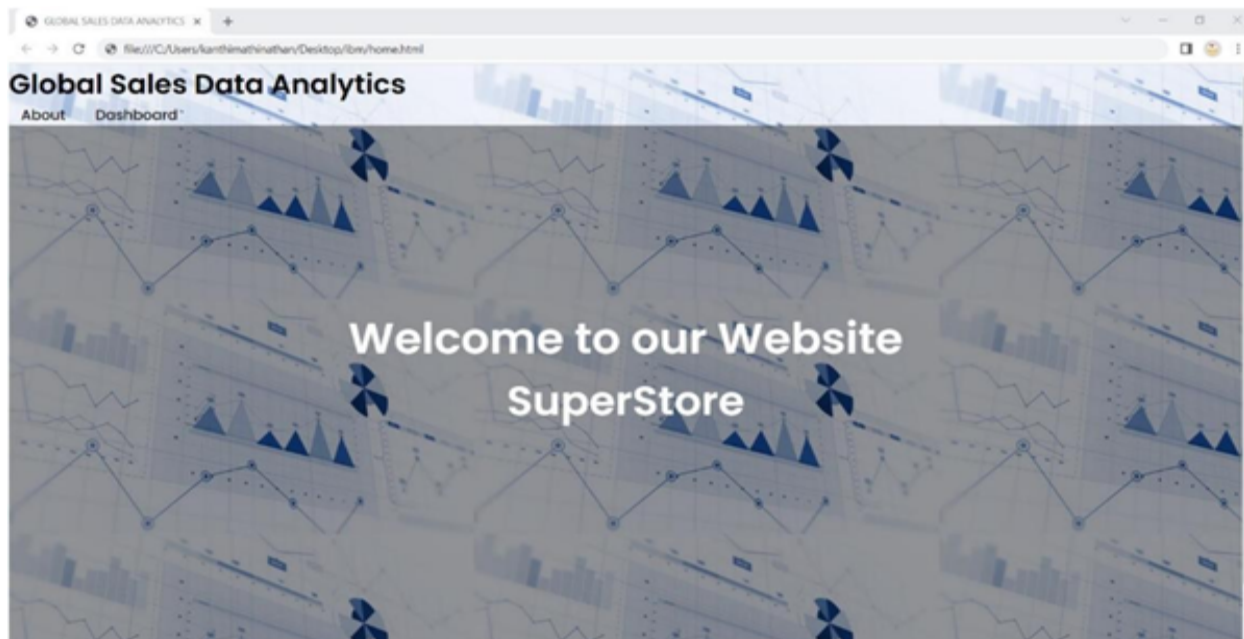 GLOBAL SALES DATA ANALYTICS
file:///C:/Users/kanthimathinathan/Desktop/ibm/home.html
Global Sales Data Analytics
About Dashboard
Welcome to our Website
SuperStore